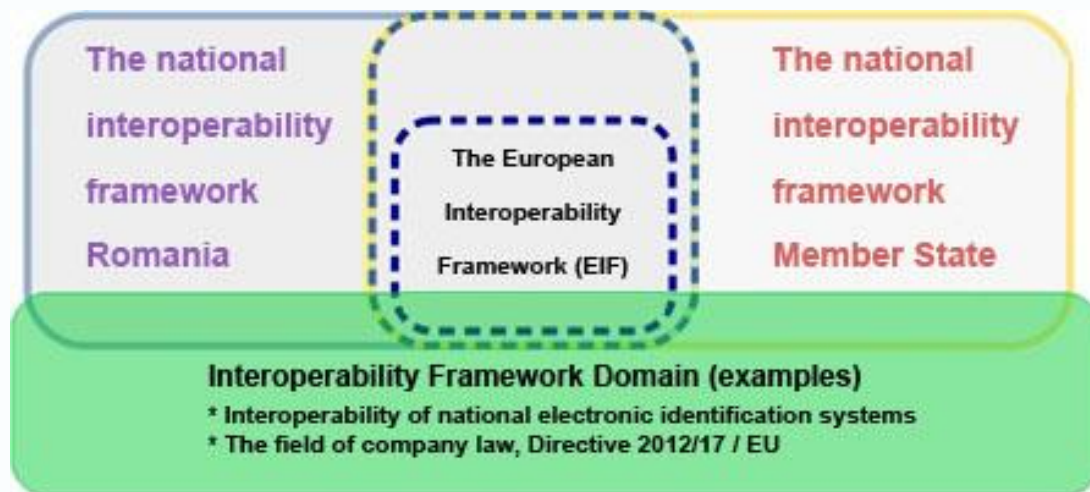 The national
interoperability
framework
Romania
The European
Interoperability
Framework (EIF)
The national
interoperability
framework
Member State
Interoperability Framework Domain (examples)
* Interoperability of national electronic identification systems
* The field of company law, Directive 2012/17 / EU